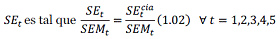 SE_t es tal que SE_t/SEM_t = SE_t^cia/SEM_t (1.02) ∀ t = 1,2,3,4,5